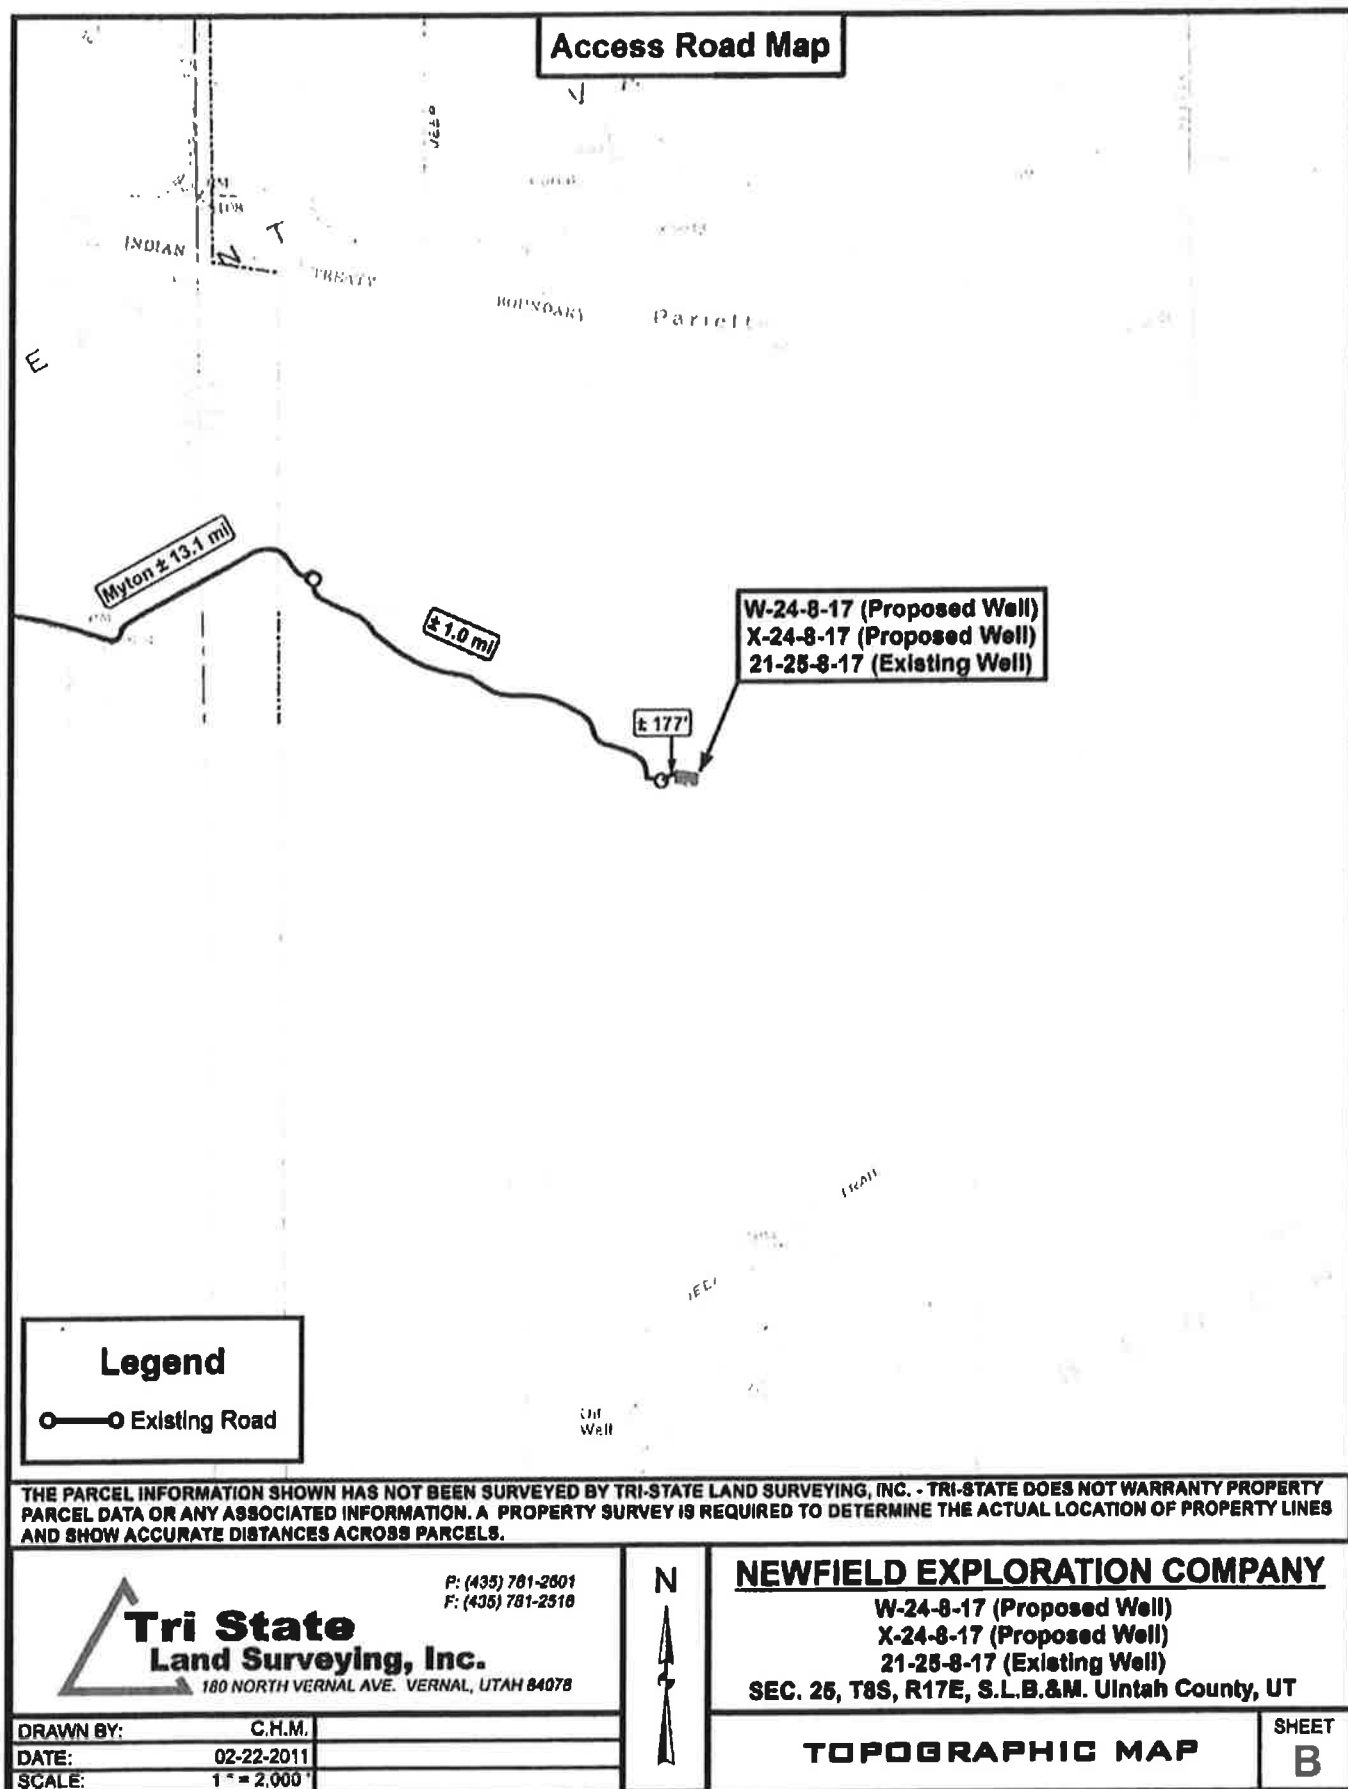 Access Road Map
JEEP
INDIAN
TREATY
BOUNDARY
Pariett
E
N
T
V
Myton ± 13.1 mi
± 1.0 mi
W-24-8-17 (Proposed Well)
X-24-8-17 (Proposed Well)
21-25-8-17 (Existing Well)
± 177'
TRAIL
Oil
Well
Legend
Existing Road
THE PARCEL INFORMATION SHOWN HAS NOT BEEN SURVEYED BY TRI-STATE LAND SURVEYING, INC. - TRI-STATE DOES NOT WARRANTY PROPERTY
PARCEL DATA OR ANY ASSOCIATED INFORMATION. A PROPERTY SURVEY IS REQUIRED TO DETERMINE THE ACTUAL LOCATION OF PROPERTY LINES
AND SHOW ACCURATE DISTANCES ACROSS PARCELS.
P: (435) 781-2501
F: (435) 781-2518
Tri State
Land Surveying, Inc.
180 NORTH VERNAL AVE. VERNAL, UTAH 84078
N
NEWFIELD EXPLORATION COMPANY
W-24-8-17 (Proposed Well)
X-24-8-17 (Proposed Well)
21-25-8-17 (Existing Well)
SEC. 25, T8S, R17E, S.L.B.&M. Uintah County, UT
DRAWN BY: C.H.M.
DATE: 02-22-2011
SCALE: 1" = 2,000'
TOPOGRAPHIC MAP
SHEET
B